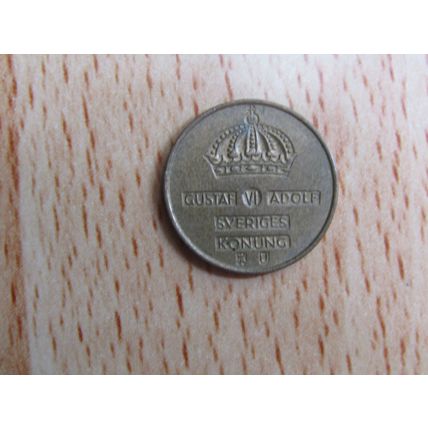 GUSTAF VI ADOLF
SVERIGES
KONUNG
U